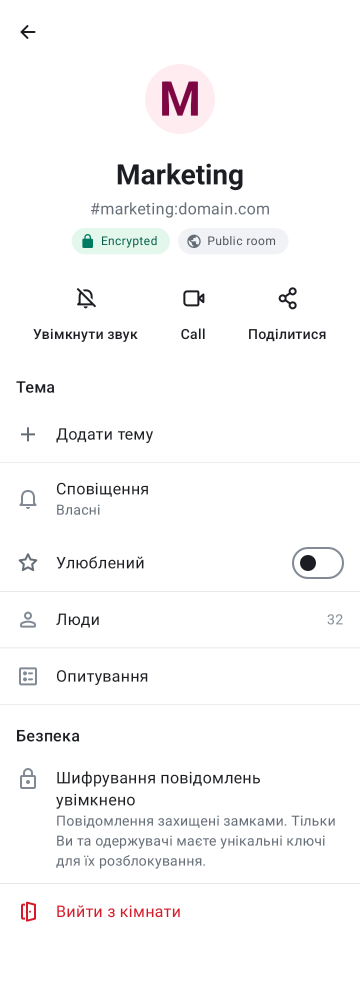 M
Marketing
#marketing:domain.com
Encrypted
Public room
Увімкнути звук
Call
Поділитися
Тема
Додати тему
Сповіщення
Власні
Улюблений
Люди
32
Опитування
Безпека
Шифрування повідомлень
увімкнено
Повідомлення захищені замками. Тільки
Ви та одержувачі маєте унікальні ключі
для їх розблокування.
Вийти з кімнати